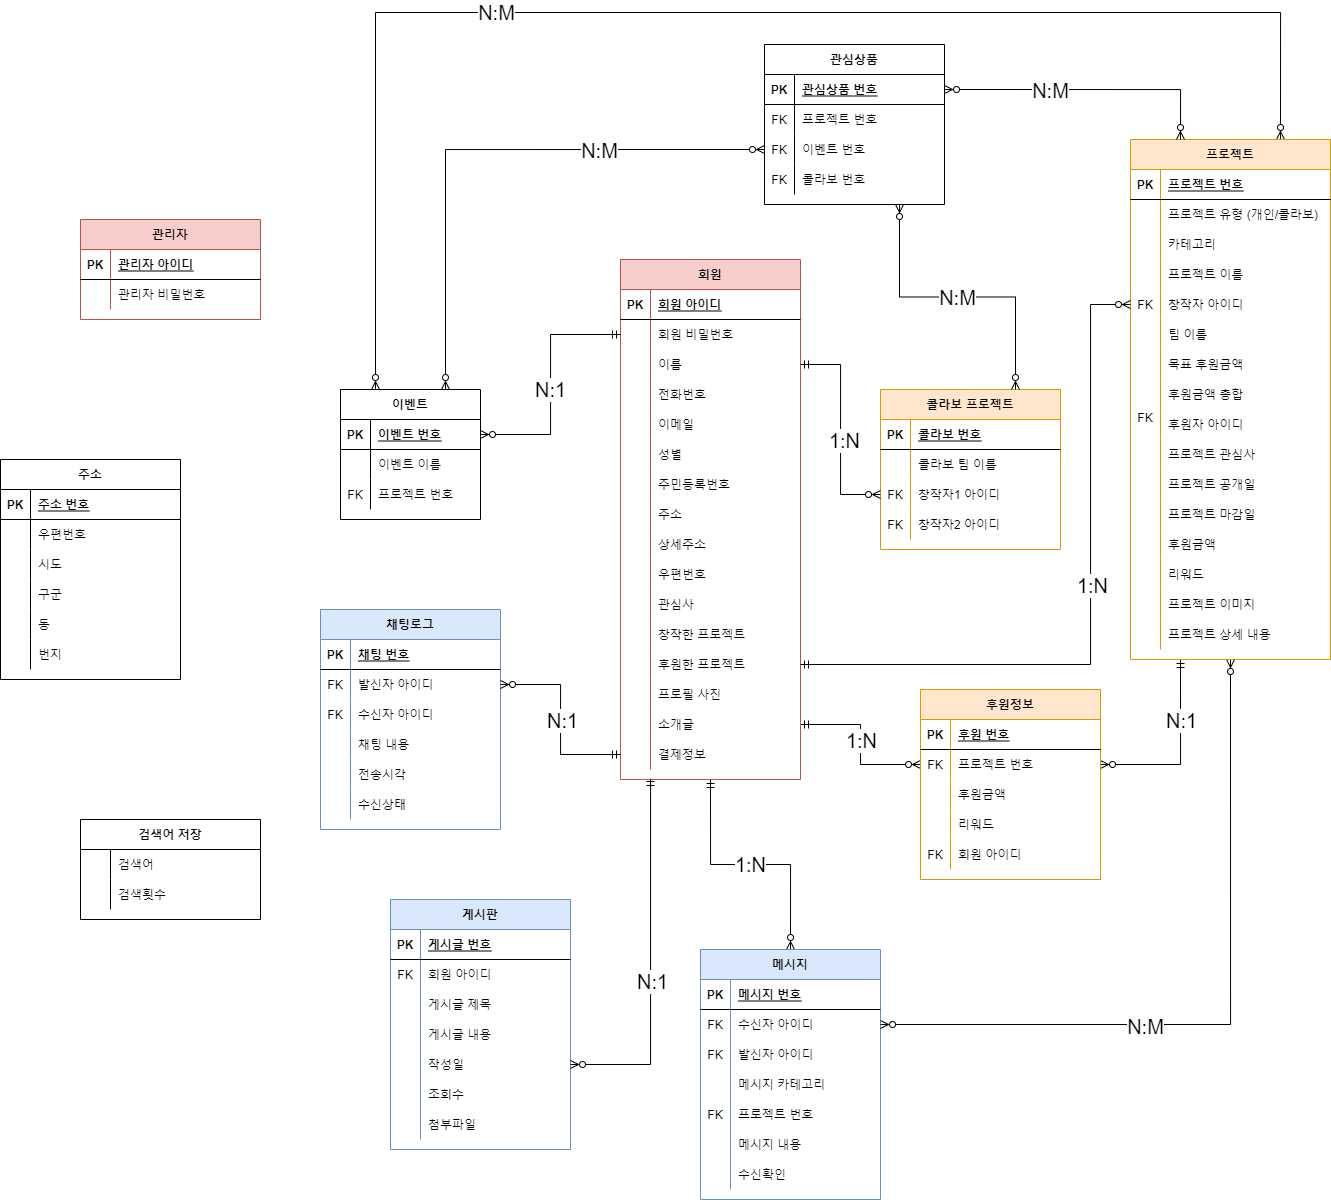 N:M
관심상품
PK 관심상품 번호
FK 프로젝트 번호
FK 이벤트 번호
FK 콜라보 번호
N:M
N:M
N:M
프로젝트
PK 프로젝트 번호
프로젝트 유형 (개인/콜라보)
카테고리
프로젝트 이름
FK 창작자 아이디
팀 이름
목표 후원금액
후원금액 총합
FK 후원자 아이디
프로젝트 관심사
프로젝트 공개일
프로젝트 마감일
후원금액
리워드
프로젝트 이미지
프로젝트 상세 내용
관리자
PK 관리자 아이디
관리자 비밀번호
회원
PK 회원 아이디
회원 비밀번호
이름
전화번호
이메일
성별
주민등록번호
주소
상세주소
우편번호
관심사
창작한 프로젝트
후원한 프로젝트
프로필 사진
소개글
결제정보
이벤트
PK 이벤트 번호
이벤트 이름
FK 프로젝트 번호
N:1
콜라보 프로젝트
PK 콜라보 번호
콜라보 팀 이름
FK 창작자1 아이디
FK 창작자2 아이디
1:N
1:N
주소
PK 주소 번호
우편번호
시도
구군
동
번지
채팅로그
PK 채팅 번호
FK 발신자 아이디
FK 수신자 아이디
채팅 내용
전송시각
수신상태
N:1
후원정보
PK 후원 번호
FK 프로젝트 번호
후원금액
리워드
FK 회원 아이디
1:N
N:1
검색어 저장
검색어
검색횟수
게시판
PK 게시글 번호
FK 회원 아이디
게시글 제목
게시글 내용
작성일
조회수
첨부파일
N:1
1:N
메시지
PK 메시지 번호
FK 수신자 아이디
FK 발신자 아이디
메시지 카테고리
FK 프로젝트 번호
메시지 내용
수신확인
N:M